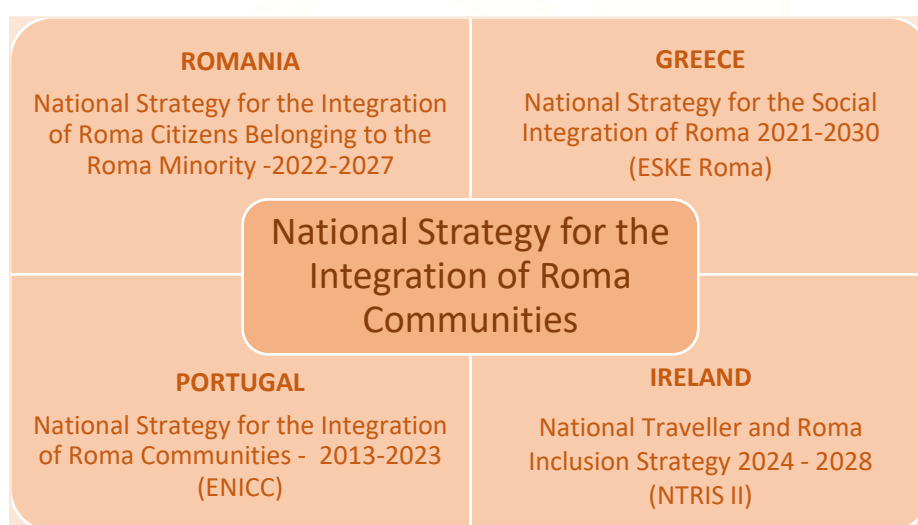 ROMANIA
National Strategy for the Integration
of Roma Citizens Belonging to the
Roma Minority -2022-2027
GREECE
National Strategy for the Social
Integration of Roma 2021-2030
(ESKE Roma)
National Strategy for the
Integration of Roma
Communities
PORTUGAL
National Strategy for the Integration
of Roma Communities - 2013-2023
(ENICC)
IRELAND
National Traveller and Roma
Inclusion Strategy 2024 - 2028
(NTRIS II)